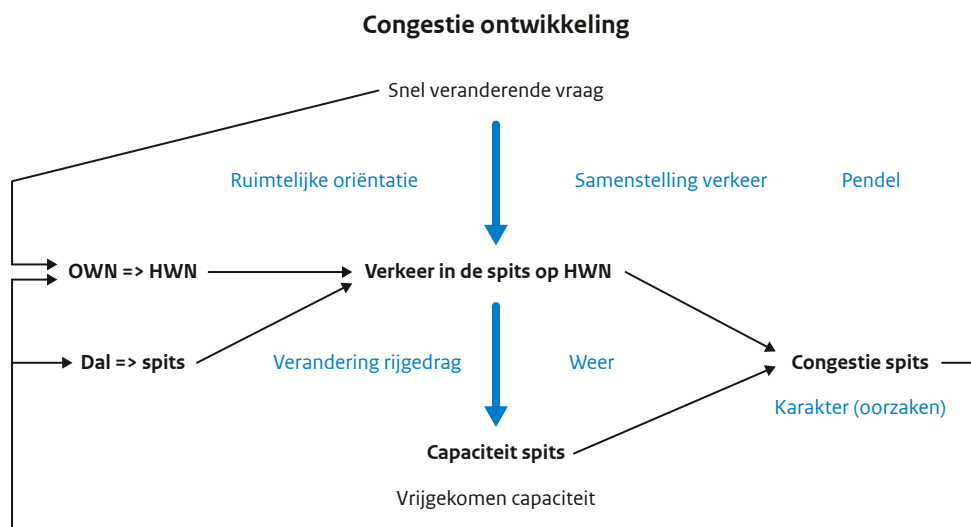 Congestie ontwikkeling
Snel veranderende vraag
Ruimtelijke oriëntatie
Samenstelling verkeer
Pendel
OWN => HWN
Verkeer in de spits op HWN
Dal => spits
Verandering rijgedrag
Weer
Congestie spits
Karakter (oorzaken)
Capaciteit spits
Vrijgekomen capaciteit